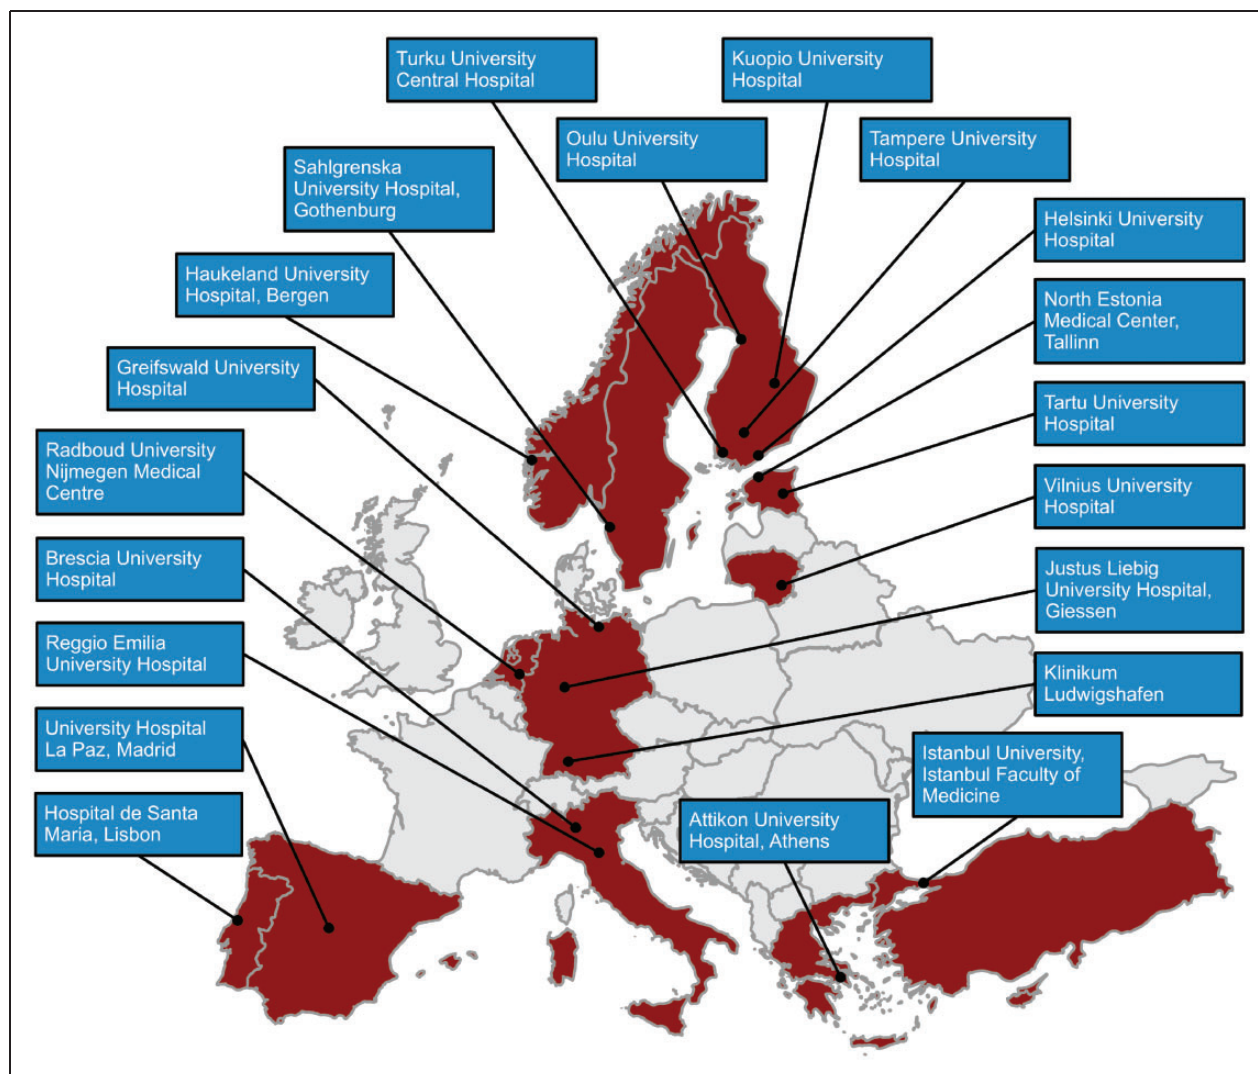 Turku University
Central Hospital
Kuopio University
Hospital
Oulu University
Hospital
Tampere University
Hospital
Sahlgrenska
University Hospital,
Gothenburg
Helsinki University
Hospital
Haukeland University
Hospital, Bergen
North Estonia
Medical Center,
Tallinn
Greifswald University
Hospital
Tartu University
Hospital
Radboud University
Nijmegen Medical
Centre
Vilnius University
Hospital
Brescia University
Hospital
Justus Liebig
University Hospital,
Giessen
Reggio Emilia
University Hospital
Klinikum
Ludwigshafen
University Hospital
La Paz, Madrid
Istanbul University,
Istanbul Faculty of
Medicine
Hospital de Santa
Maria, Lisbon
Attikon University
Hospital, Athens